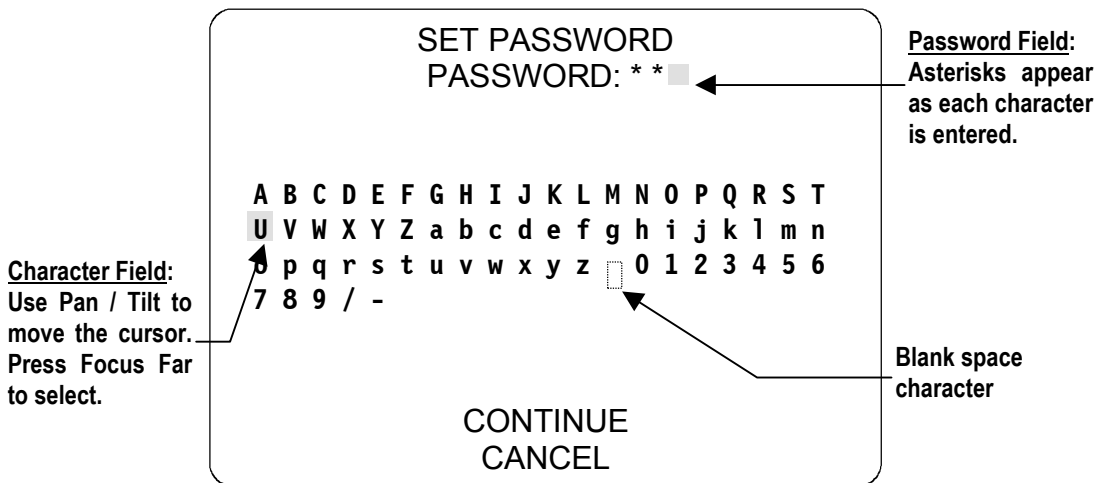 SET PASSWORD
PASSWORD: * *
Password Field:
Asterisks appear
as each character
is entered.
A B C D E F G H I J K L M N O P Q R S T
U V W X Y Z a b c d e f g h i j k l m n
o p q r s t u v w x y z 0 1 2 3 4 5 6
7 8 9 / -
Character Field:
Use Pan / Tilt to
move the cursor.
Press Focus Far
to select.
Blank space
character
CONTINUE
CANCEL